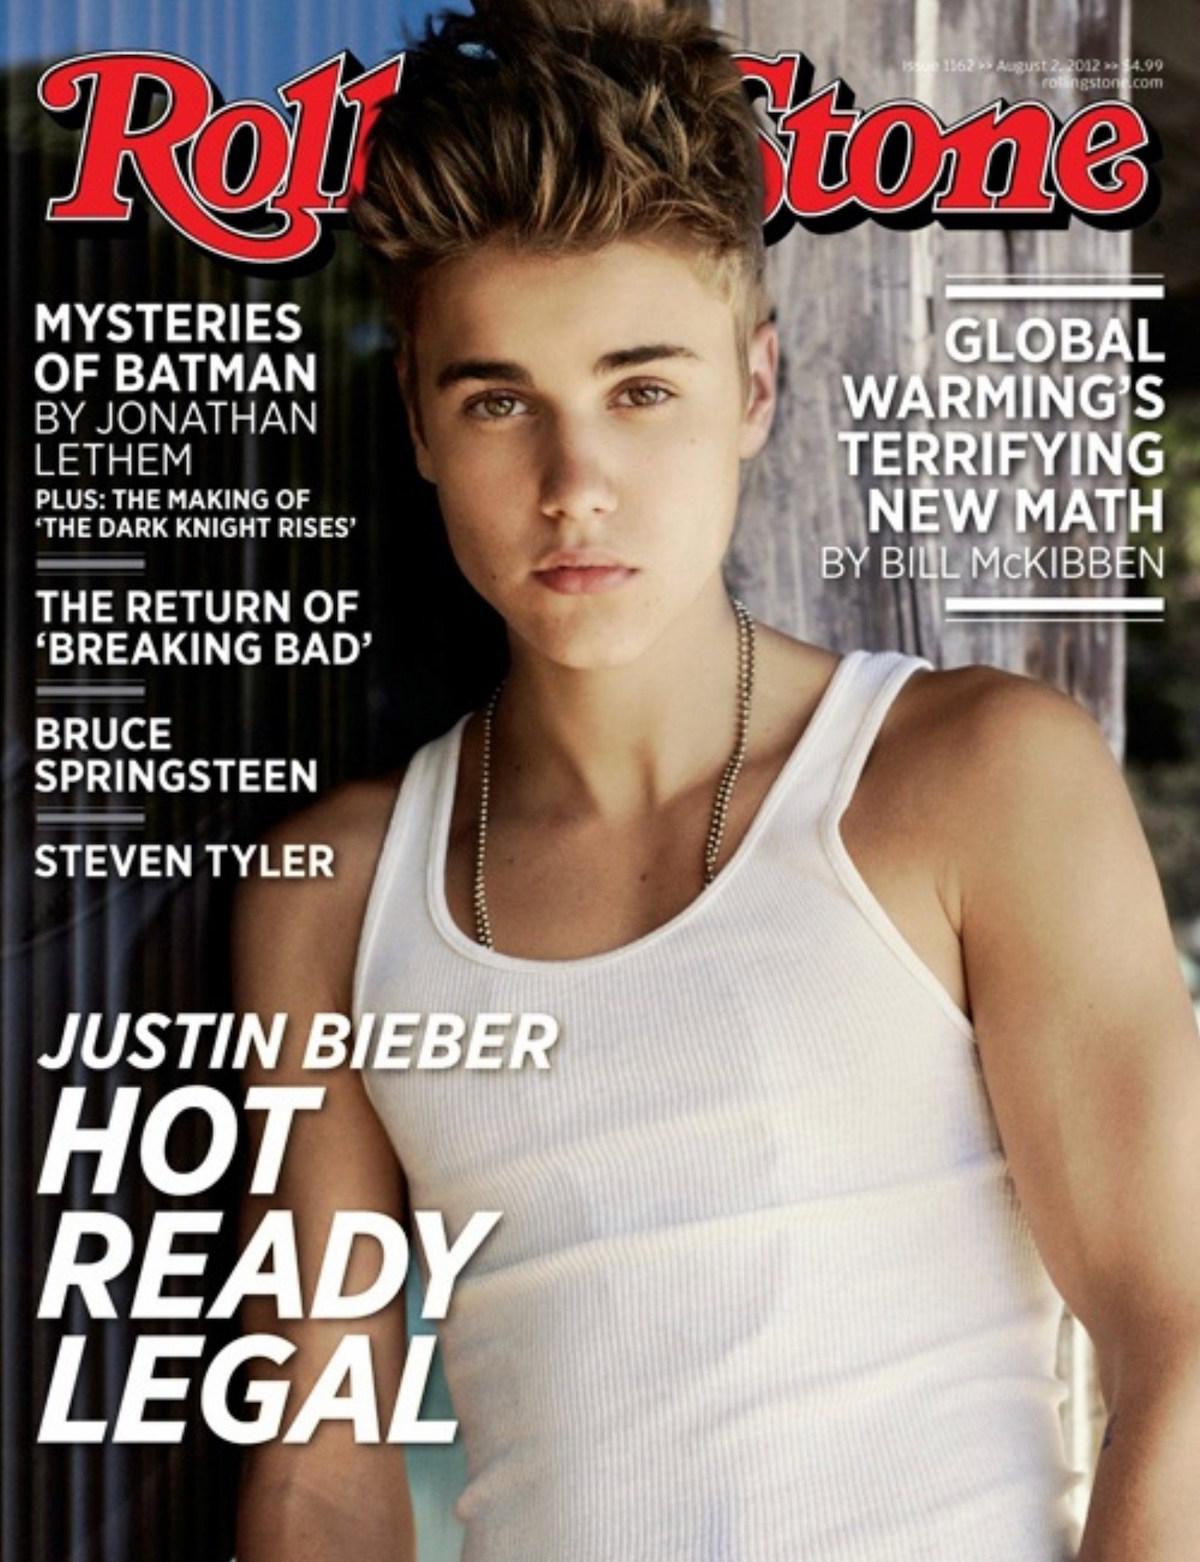 Rolling Stone
Issue 1162 >> August 2, 2012 >> $4.99
rollingstone.com
MYSTERIES
OF BATMAN
BY JONATHAN
LETHEM
PLUS: THE MAKING OF
‘THE DARK KNIGHT RISES’
THE RETURN OF
‘BREAKING BAD’
BRUCE
SPRINGSTEEN
STEVEN TYLER
GLOBAL
WARMING’S
TERRIFYING
NEW MATH
BY BILL McKIBBEN
JUSTIN BIEBER
HOT
READY
LEGAL